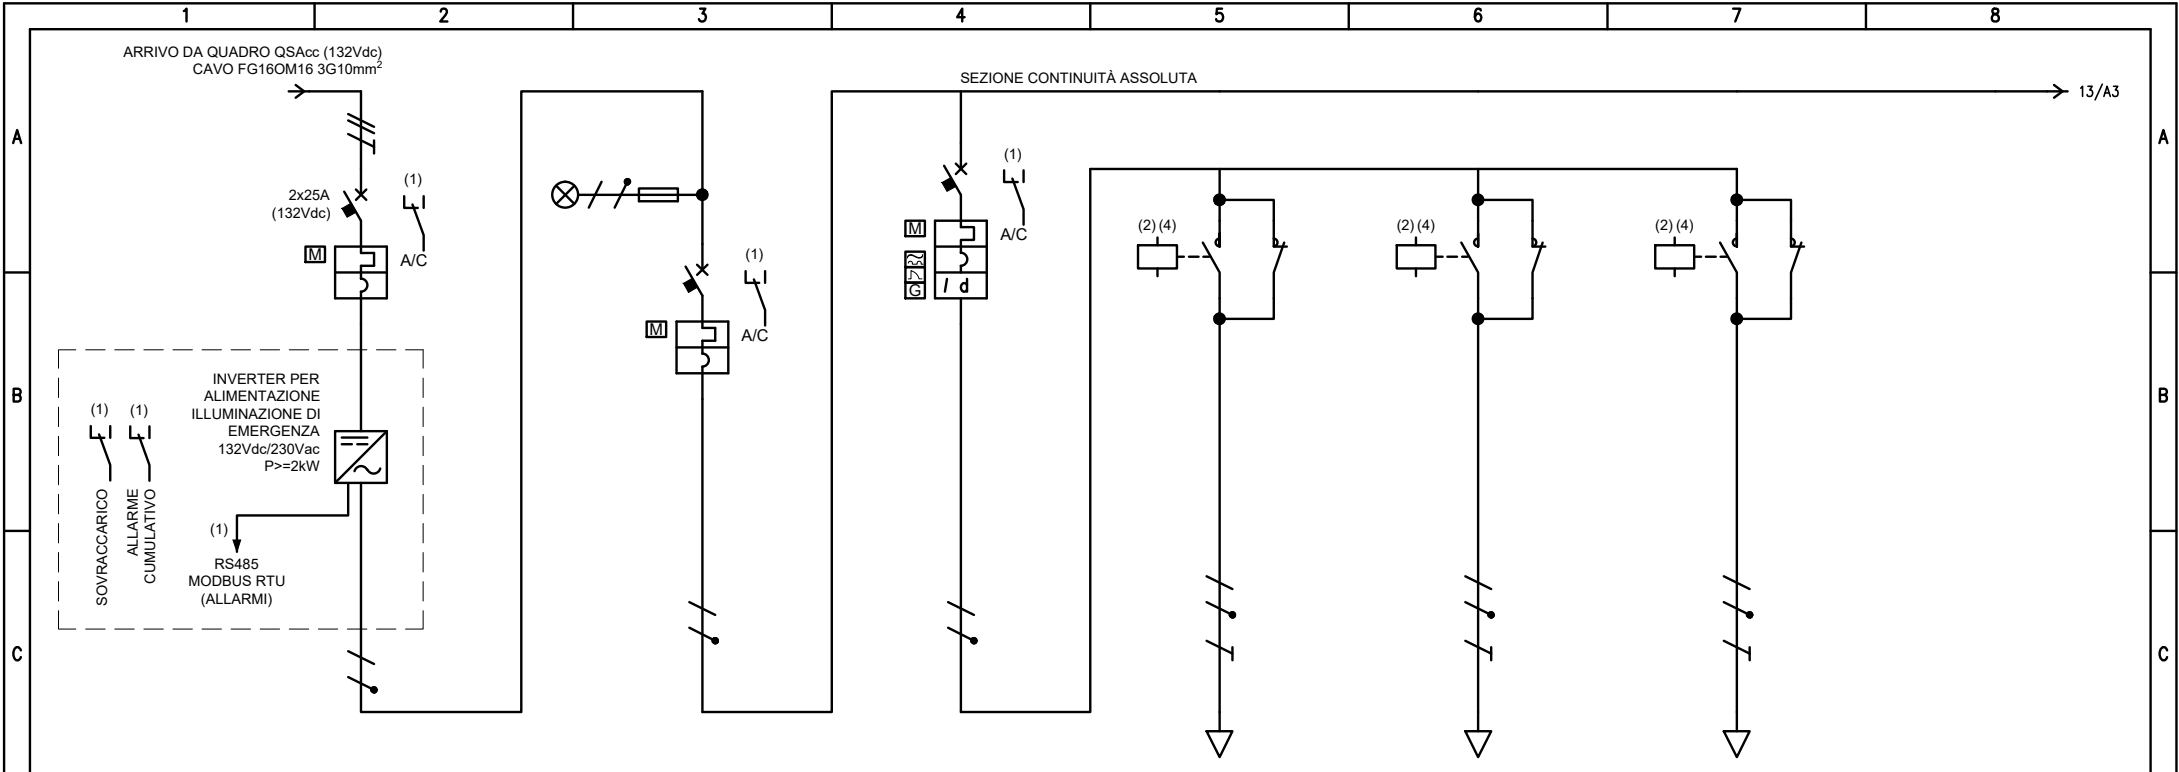 1 2 3 4 5 6 7 8
ARRIVO DA QUADRO QSAcc (132Vdc)
CAVO FG16OM16 3G10mm²
SEZIONE CONTINUITÀ ASSOLUTA
13/A3
A
A
2x25A
(132Vdc)
(1)
A/C
M
(1)
A/C
M
(1)
A/C
M
G
I d
(2)(4)
(2)(4)
(2)(4)
B
B
INVERTER PER
ALIMENTAZIONE
ILLUMINAZIONE DI
EMERGENZA
132Vdc/230Vac
P>=2kW
(1)
(1)
SOVRACCARICO
ALLARME
CUMULATIVO
(1)
RS485
MODBUS RTU
(ALLARMI)
C
C